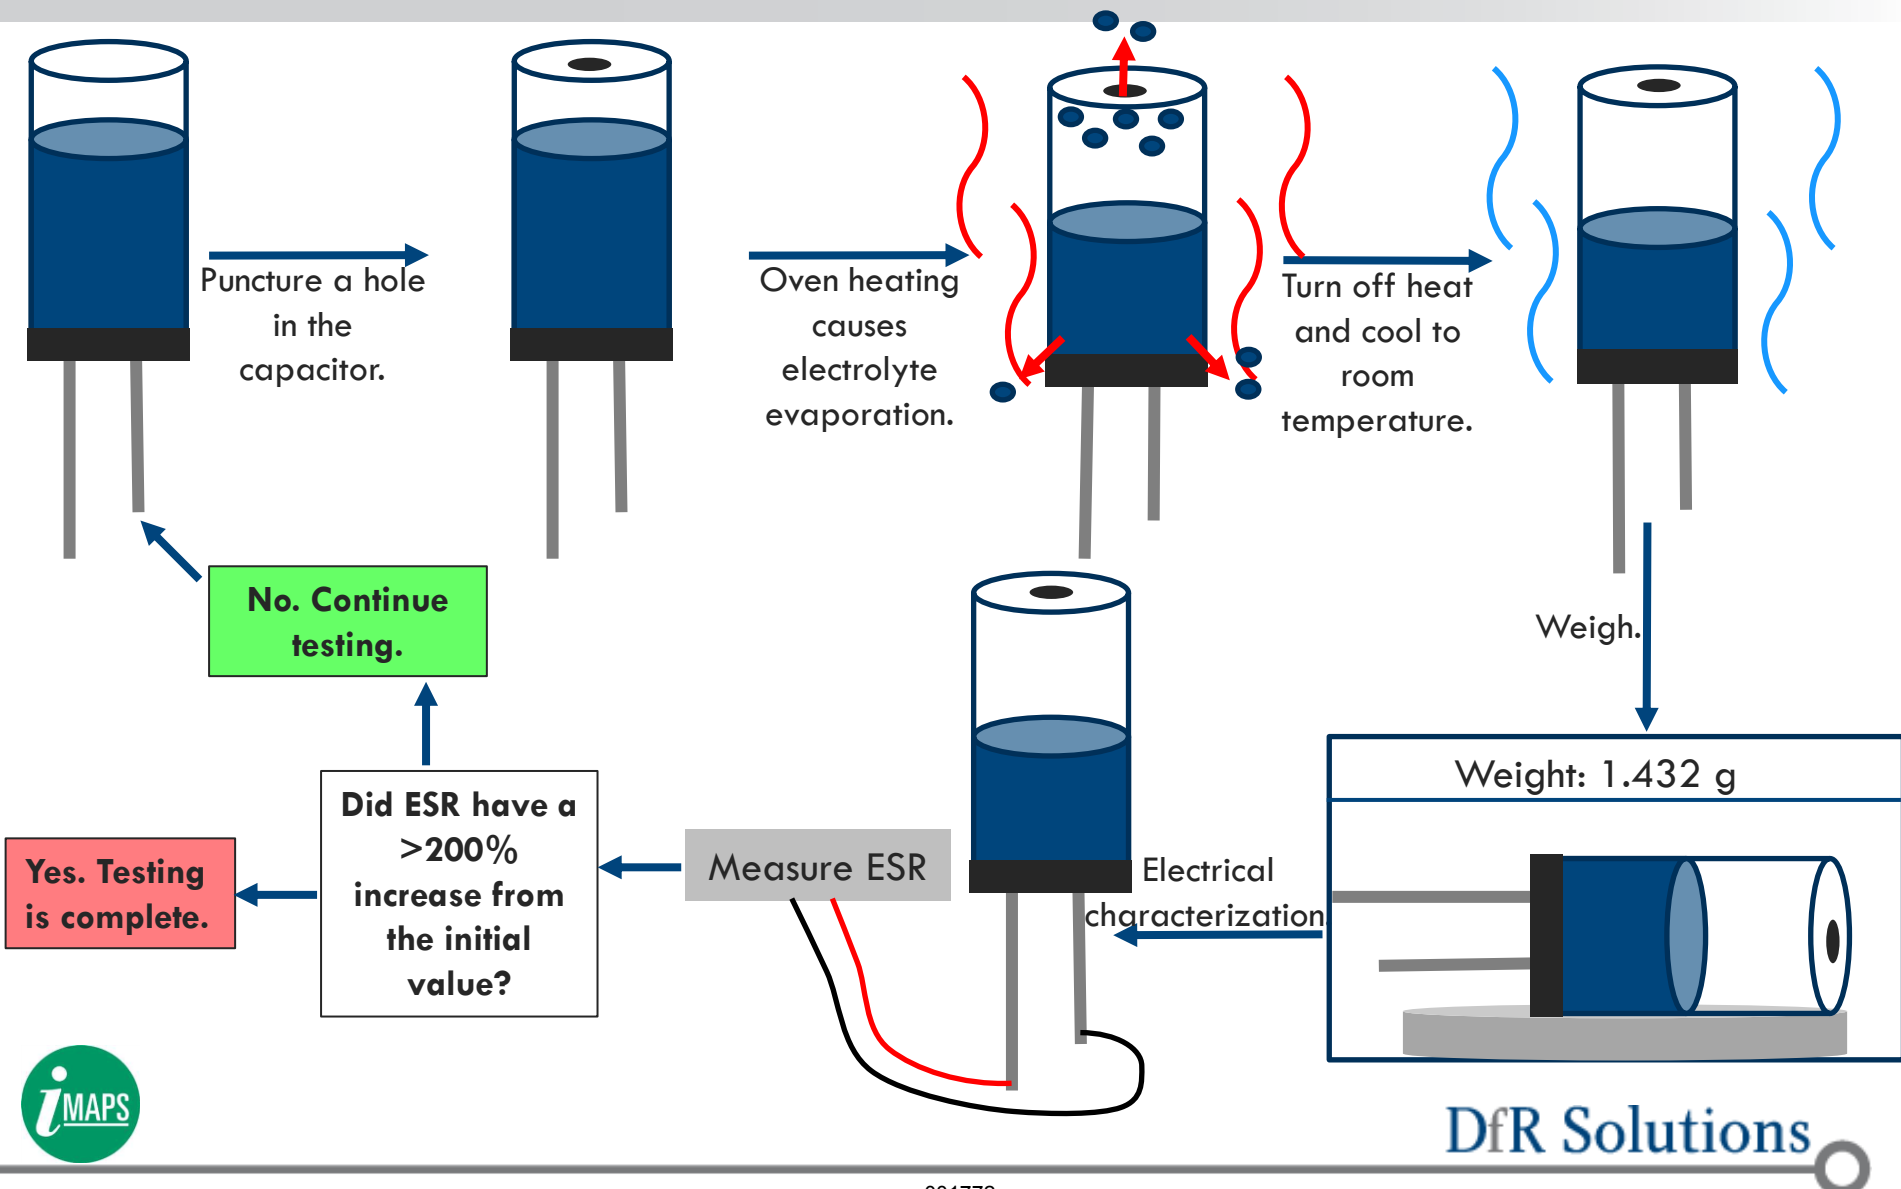 Puncture a hole
in the
capacitor.
Oven heating
causes
electrolyte
evaporation.
Turn off heat
and cool to
room
temperature.
Weigh.
Weight: 1.432 g
Electrical
characterization.
Measure ESR
Did ESR have a
>200%
increase from
the initial
value?
No. Continue
testing.
Yes. Testing
is complete.
iMAPS
DfR Solutions